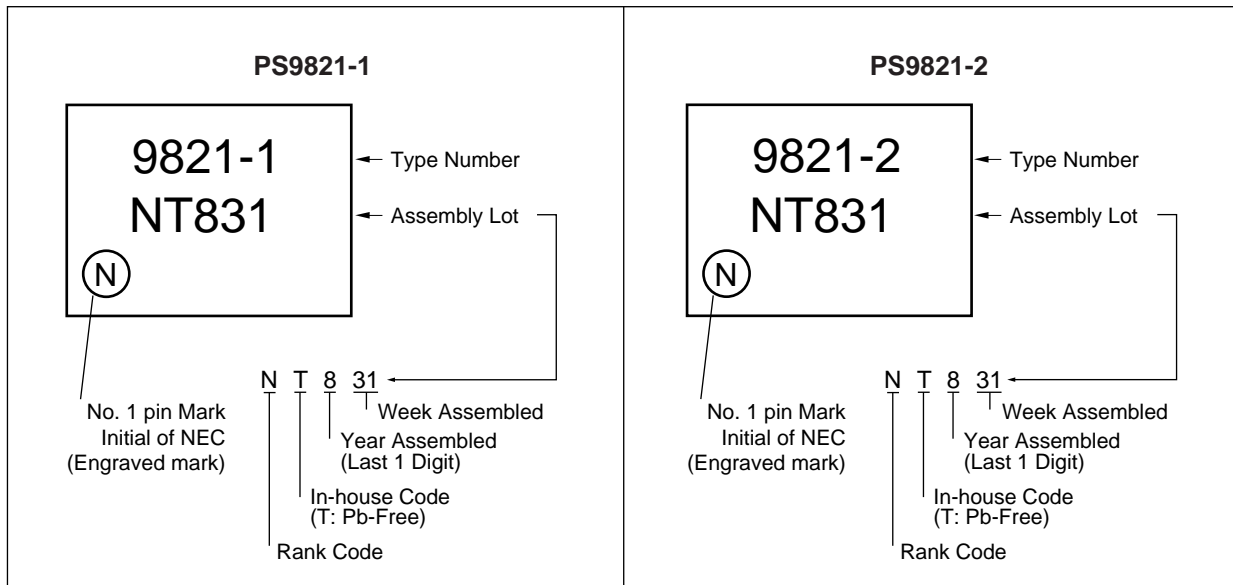 PS9821-1
9821-1
NT831
N
Type Number
Assembly Lot
No. 1 pin Mark
Initial of NEC
(Engraved mark)
N T 8 31
Week Assembled
Year Assembled
(Last 1 Digit)
In-house Code
(T: Pb-Free)
Rank Code
PS9821-2
9821-2
NT831
N
Type Number
Assembly Lot
No. 1 pin Mark
Initial of NEC
(Engraved mark)
N T 8 31
Week Assembled
Year Assembled
(Last 1 Digit)
In-house Code
(T: Pb-Free)
Rank Code